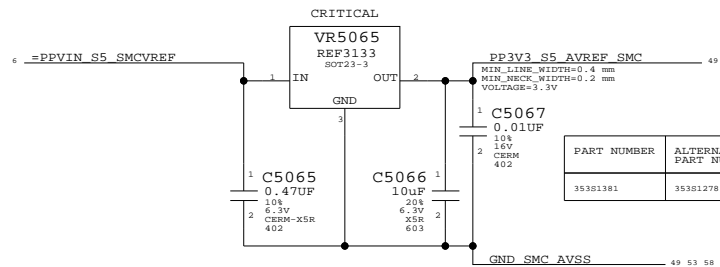 CRITICAL
VR5065
REF3133
SOT23-3
6 =PPVIN_S5_SMCVREF
PP3V3_S5_AVREF_SMC 49
1 IN
OUT 2
MIN_LINE_WIDTH=0.4 mm
MIN_NECK_WIDTH=0.2 mm
VOLTAGE=3.3V
GND
3
1
C5067
0.01UF
10%
16V
2
CERM
402
PART NUMBER
ALTERNA
PART NU
353S1381
353S1278
1
C5065
0.47UF
10%
6.3V
2
CERM-X5R
402
C5066
1
10uF
20%
6.3V
2
X5R
603
GND_SMC_AVSS 49 53 58